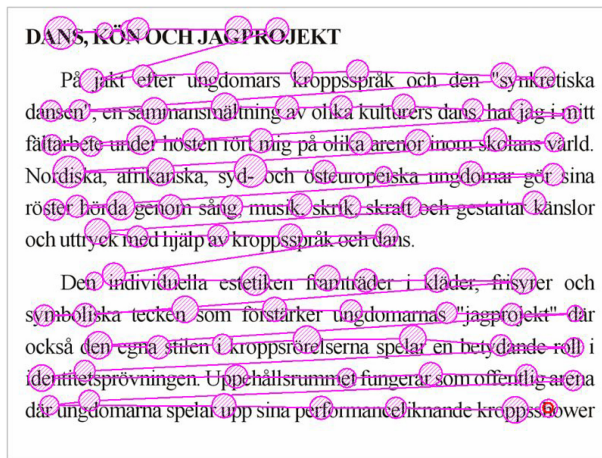 DANS, KÖN OCH JAGPROJEKT
På jakt efter ungdomars kroppsspråk och den "synkretiska
dansen", en sammansmältning av olika kulturers dans, har jag i mitt
fältarbete under hösten rört mig på olika arenor inom skolans värld.
Nordiska, afrikanska, syd- och östeuropeiska ungdomar gör sina
röster hörda genom sång, musik, skrik, skratt och gestaltar känslor
och uttryck med hjälp av kroppsspråk och dans.
Den individuella estetiken framträder i kläder, frisyrer och
symboliska tecken som förstärker ungdomarnas "jagprojekt" där
också den egna stilen i kroppsrörelserna spelar en betydande roll i
identitetsprövningen. Uppehållsrummet fungerar som offentlig arena
där ungdomarna spelar upp sina performanceliknande kroppsshower